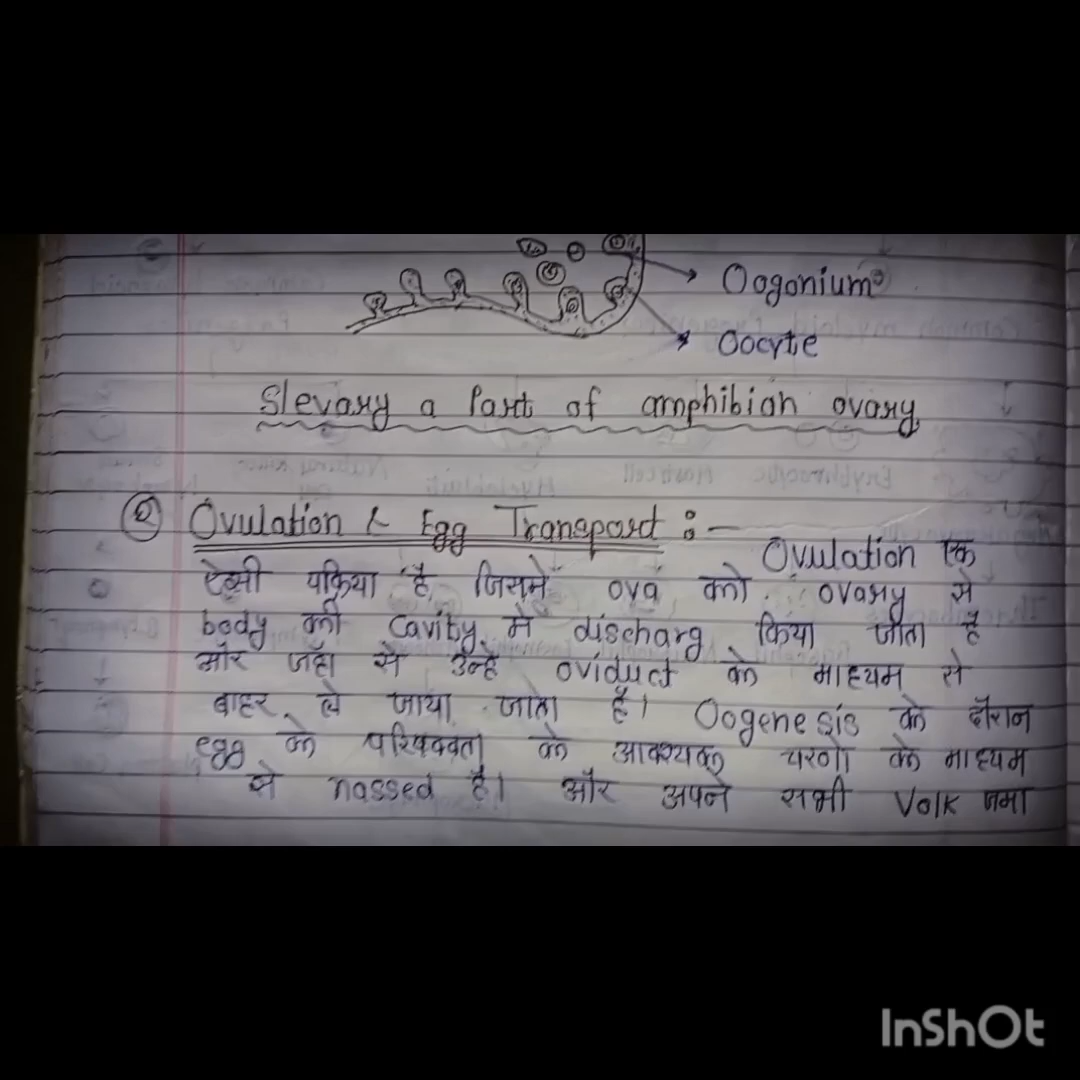 Oogonium
Oocyte
Slevary a Part of amphibian ovary
② Ovulation & Egg Transport :-
Ovulation एक
ऐसी पक्रिया है जिसमें ova को ovary से
body की cavity में discharg किया जाता है
और जहाँ से उन्हें oviduct के माध्यम से
बाहर ले जाया जाता है। Oogenesis के दौरान
egg के परिपक्वता के आवश्यक चरणों के माध्यम
से passed है। और अपने सभी Yolk जमा
InShOt